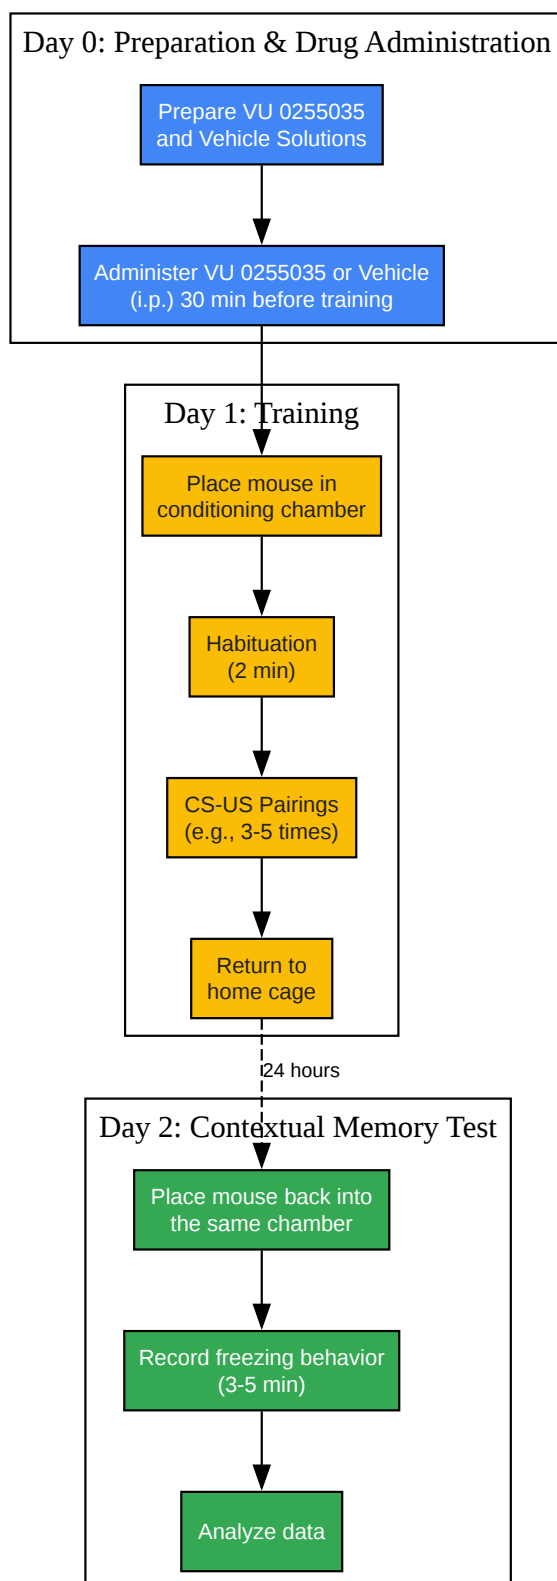 Day 0: Preparation & Drug Administration
Prepare VU 0255035
and Vehicle Solutions
Administer VU 0255035 or Vehicle
(i.p.) 30 min before training
Day 1: Training
Place mouse in
conditioning chamber
Habituation
(2 min)
CS-US Pairings
(e.g., 3-5 times)
Return to
home cage
24 hours
Day 2: Contextual Memory Test
Place mouse back into
the same chamber
Record freezing behavior
(3-5 min)
Analyze data